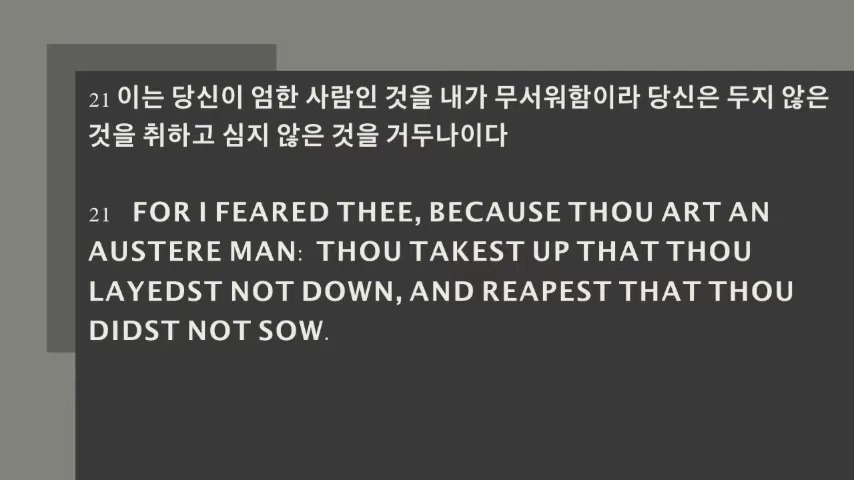 21 이는 당신이 엄한 사람인 것을 내가 무서워함이라 당신은 두지 않은
것을 취하고 심지 않은 것을 거두나이다
21 FOR I FEARED THEE, BECAUSE THOU ART AN
AUSTERE MAN: THOU TAKEST UP THAT THOU
LAYEDST NOT DOWN, AND REAPEST THAT THOU
DIDST NOT SOW.